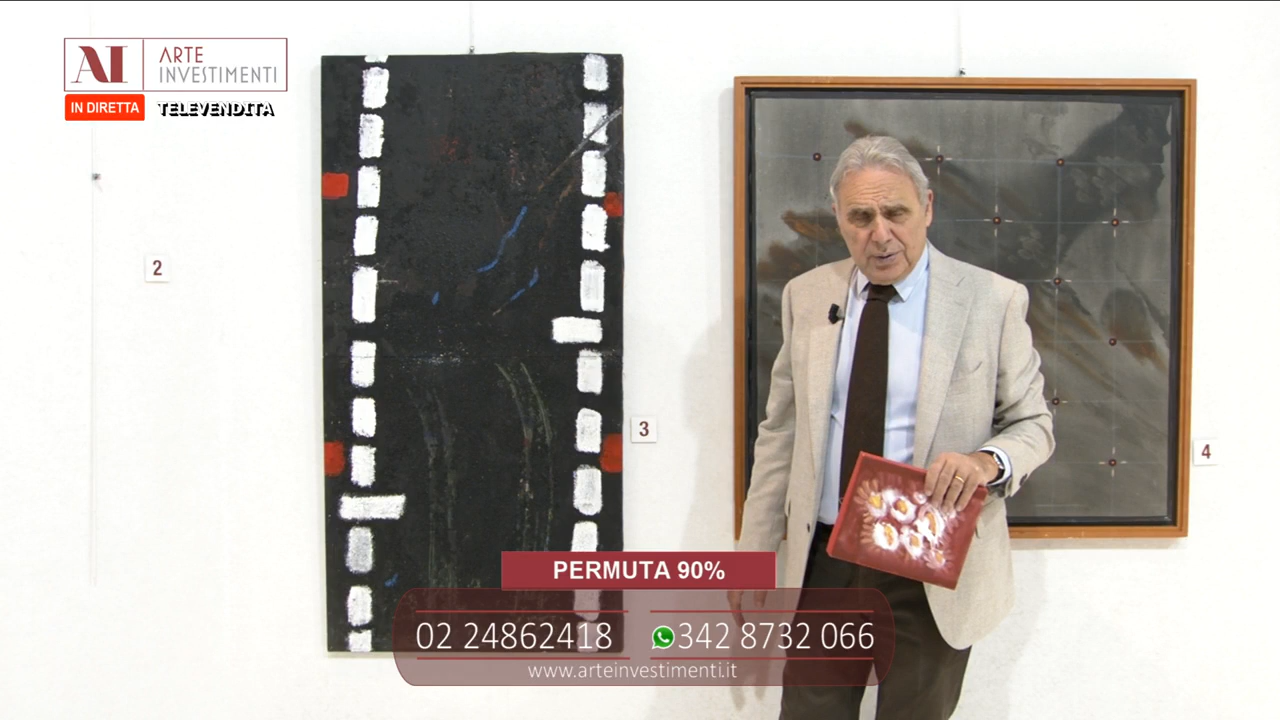 AI ARTE
INVESTIMENTI
IN DIRETTA TELEVENDITA
2
3
4
PERMUTA 90%
02 24862418 342 8732 066
www.arteinvestimenti.it